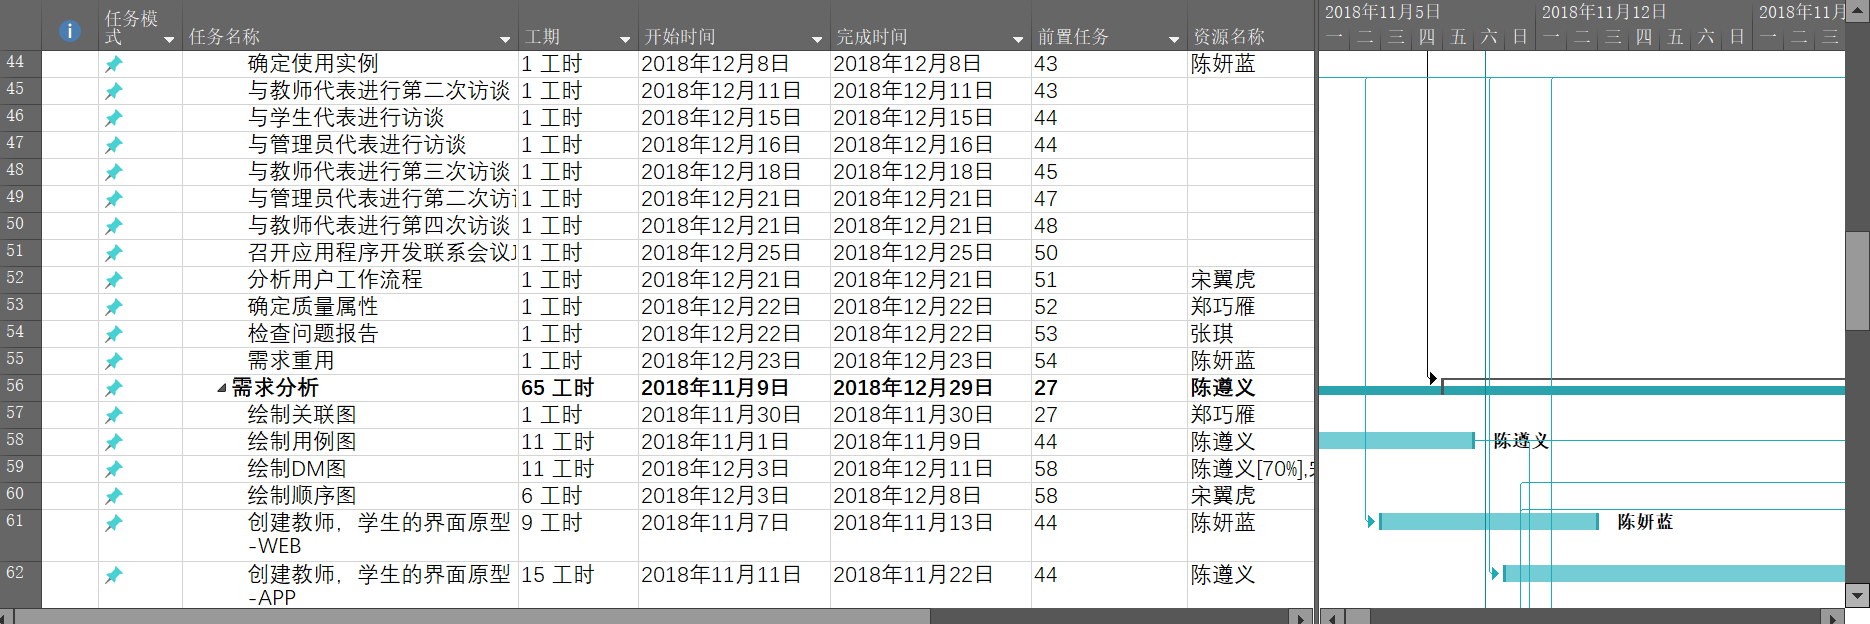 任务模式 任务名称 工期 开始时间 完成时间 前置任务 资源名称
2018年11月5日 2018年11月12日 2018年11月
一 二 三 四 五 六 日 一 二 三 四 五 六 日 一 二 三
44 确定使用实例 1 工时 2018年12月8日 2018年12月8日 43 陈妍蓝
45 与教师代表进行第二次访谈 1 工时 2018年12月11日 2018年12月11日 43
46 与学生代表进行访谈 1 工时 2018年12月15日 2018年12月15日 44
47 与管理员代表进行访谈 1 工时 2018年12月16日 2018年12月16日 44
48 与教师代表进行第三次访谈 1 工时 2018年12月18日 2018年12月18日 45
49 与管理员代表进行第二次访 1 工时 2018年12月21日 2018年12月21日 47
50 与教师代表进行第四次访谈 1 工时 2018年12月21日 2018年12月21日 48
51 召开应用程序开发联系会议 1 工时 2018年12月25日 2018年12月25日 50
52 分析用户工作流程 1 工时 2018年12月21日 2018年12月21日 51 宋翼虎
53 确定质量属性 1 工时 2018年12月22日 2018年12月22日 52 郑巧雁
54 检查问题报告 1 工时 2018年12月22日 2018年12月22日 53 张琪
55 需求重用 1 工时 2018年12月23日 2018年12月23日 54 陈妍蓝
56 需求分析 65 工时 2018年11月9日 2018年12月29日 27 陈遵义
57 绘制关联图 1 工时 2018年11月30日 2018年11月30日 27 郑巧雁
58 绘制用例图 11 工时 2018年11月1日 2018年11月9日 44 陈遵义 陈遵义
59 绘制DM图 11 工时 2018年12月3日 2018年12月11日 58 陈遵义[70%],
60 绘制顺序图 6 工时 2018年12月3日 2018年12月8日 58 宋翼虎
61 创建教师，学生的界面原型 9 工时 2018年11月7日 2018年11月13日 44 陈妍蓝 陈妍蓝
-WEB
62 创建教师，学生的界面原型 15 工时 2018年11月11日 2018年11月22日 44 陈遵义
-APP